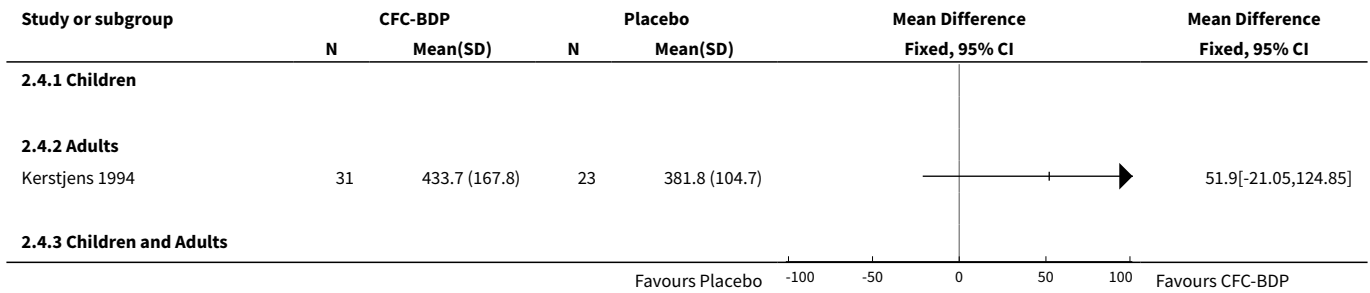 Study or subgroup CFC-BDP Placebo Mean Difference Mean Difference
N Mean(SD) N Mean(SD) Fixed, 95% CI Fixed, 95% CI
2.4.1 Children
2.4.2 Adults
Kerstjens 1994 31 433.7 (167.8) 23 381.8 (104.7) 51.9[-21.05,124.85]
2.4.3 Children and Adults
Favours Placebo -100 -50 0 50 100 Favours CFC-BDP